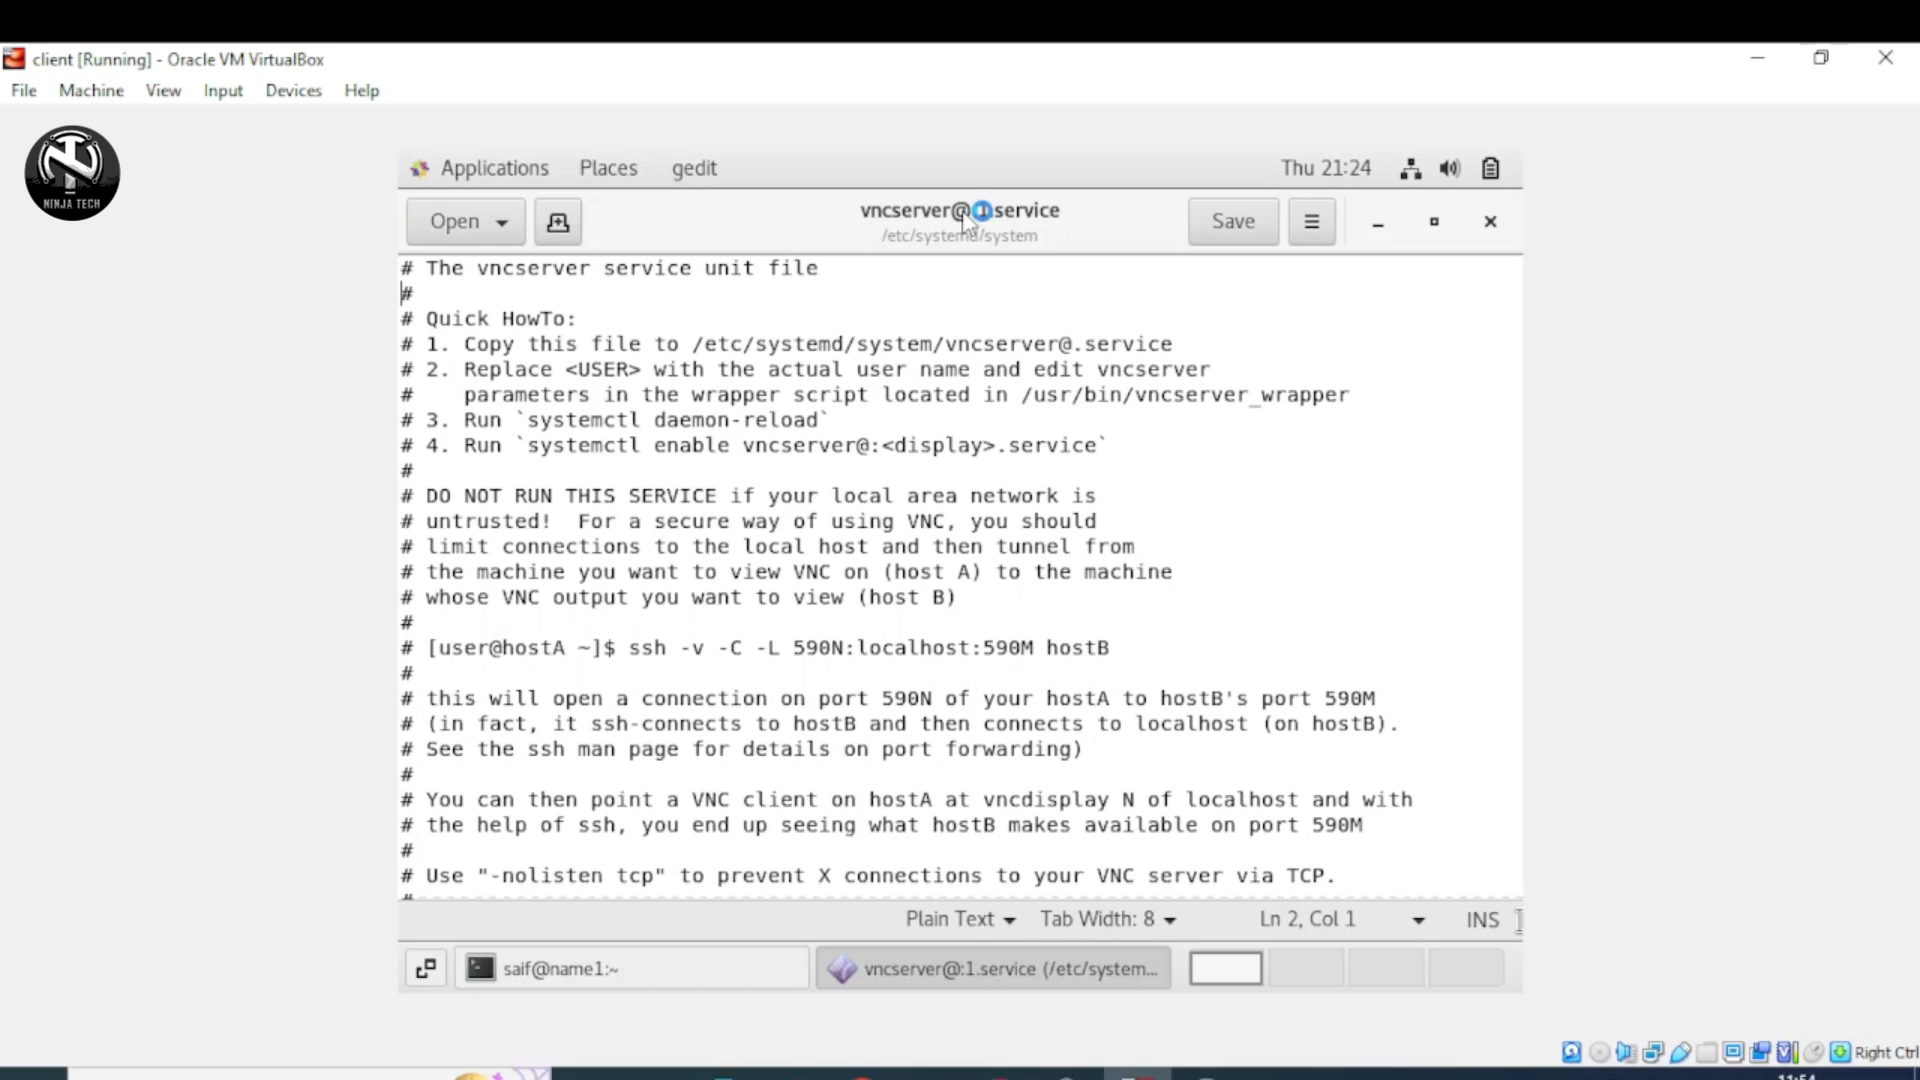 client [Running] - Oracle VM VirtualBox
File Machine View Input Devices Help
NINJA TECH
Applications Places gedit Thu 21:24
Open vncserver@:1.service Save
/etc/systemd/system
# The vncserver service unit file
#
# Quick HowTo:
# 1. Copy this file to /etc/systemd/system/vncserver@.service
# 2. Replace <USER> with the actual user name and edit vncserver
#    parameters in the wrapper script located in /usr/bin/vncserver_wrapper
# 3. Run `systemctl daemon-reload`
# 4. Run `systemctl enable vncserver@:<display>.service`
#
# DO NOT RUN THIS SERVICE if your local area network is
# untrusted!  For a secure way of using VNC, you should
# limit connections to the local host and then tunnel from
# the machine you want to view VNC on (host A) to the machine
# whose VNC output you want to view (host B)
#
# [user@hostA ~]$ ssh -v -C -L 590N:localhost:590M hostB
#
# this will open a connection on port 590N of your hostA to hostB's port 590M
# (in fact, it ssh-connects to hostB and then connects to localhost (on hostB).
# See the ssh man page for details on port forwarding)
#
# You can then point a VNC client on hostA at vncdisplay N of localhost and with
# the help of ssh, you end up seeing what hostB makes available on port 590M
#
# Use "-nolisten tcp" to prevent X connections to your VNC server via TCP.
#
Plain Text Tab Width: 8 Ln 2, Col 1 INS
saif@name1:~ vncserver@:1.service (/etc/system...
Right Ctrl
11:54